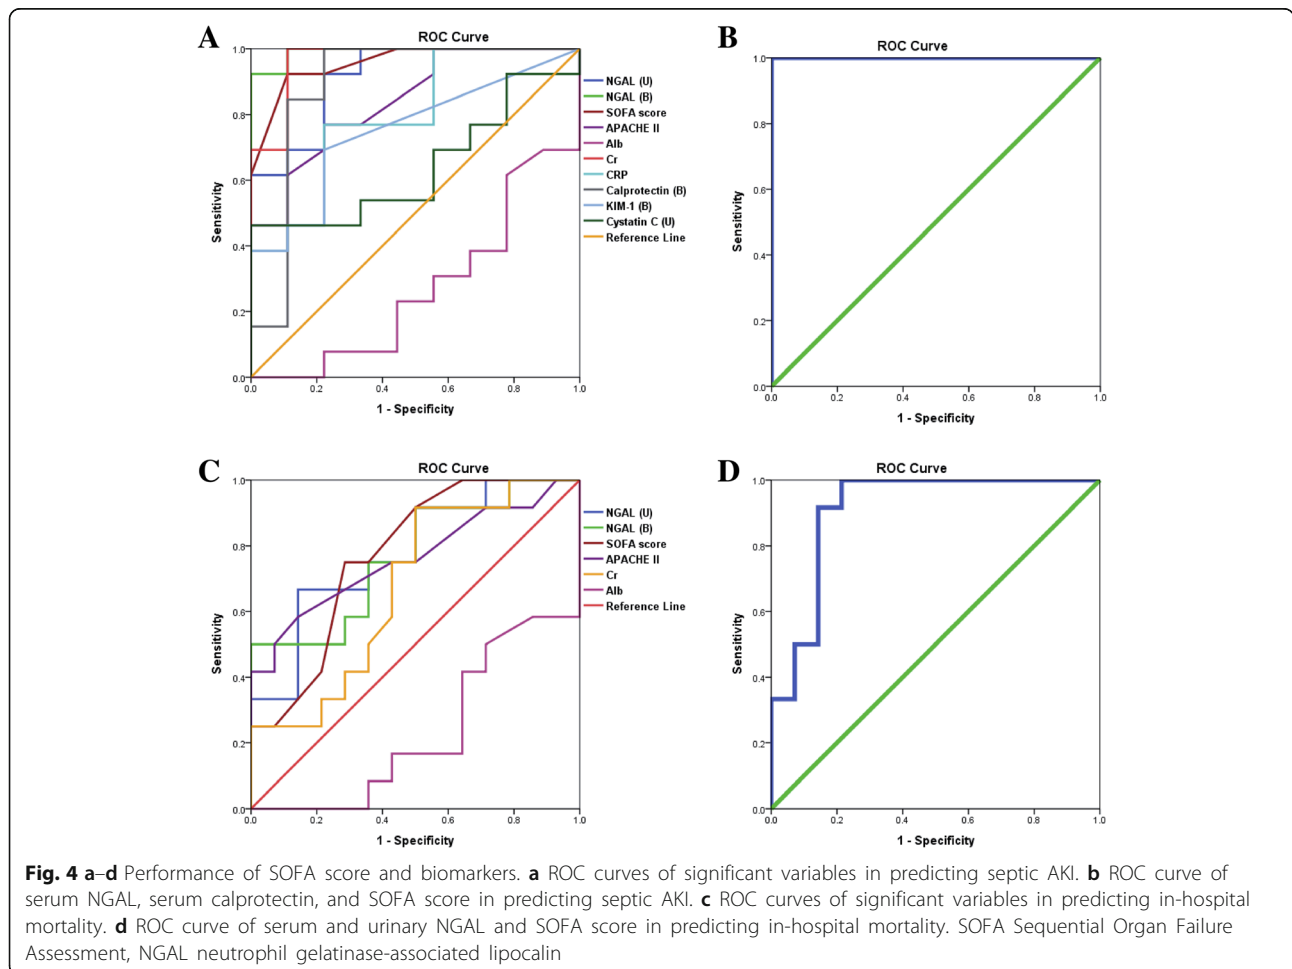 A
ROC Curve
1.0
0.8
0.6
0.4
0.2
0.0
Sensitivity
0.0 0.2 0.4 0.6 0.8 1.0
1 - Specificity
NGAL (U)
NGAL (B)
SOFA score
APACHE II
Alb
Cr
CRP
Calprotectin (B)
KIM-1 (B)
Cystatin C (U)
Reference Line
B
ROC Curve
1.0
0.8
0.6
0.4
0.2
0.0
Sensitivity
0.0 0.2 0.4 0.6 0.8 1.0
1 - Specificity
C
ROC Curve
1.0
0.8
0.6
0.4
0.2
0.0
Sensitivity
0.0 0.2 0.4 0.6 0.8 1.0
1 - Specificity
NGAL (U)
NGAL (B)
SOFA score
APACHE II
Cr
Alb
Reference Line
D
ROC Curve
1.0
0.8
0.6
0.4
0.2
0.0
Sensitivity
0.0 0.2 0.4 0.6 0.8 1.0
1 - Specificity
Fig. 4 a–d Performance of SOFA score and biomarkers. a ROC curves of significant variables in predicting septic AKI. b ROC curve of
serum NGAL, serum calprotectin, and SOFA score in predicting septic AKI. c ROC curves of significant variables in predicting in-hospital
mortality. d ROC curve of serum and urinary NGAL and SOFA score in predicting in-hospital mortality. SOFA Sequential Organ Failure
Assessment, NGAL neutrophil gelatinase-associated lipocalin